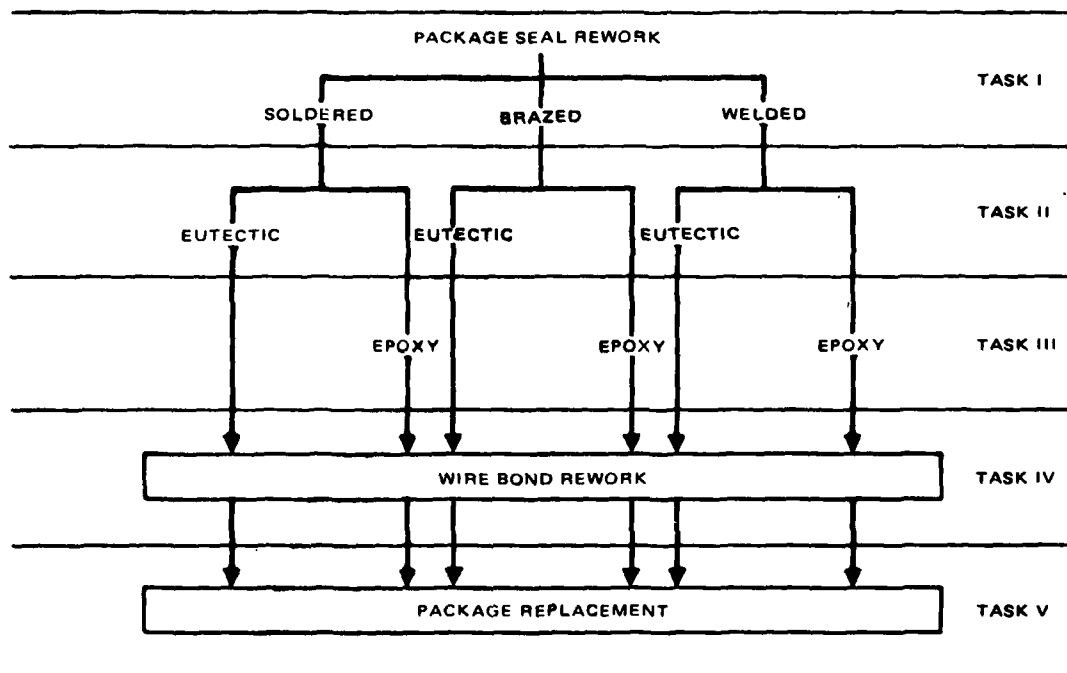 PACKAGE SEAL REWORK
TASK I
SOLDERED
BRAZED
WELDED
TASK II
EUTECTIC
EUTECTIC
EUTECTIC
EPOXY
EPOXY
EPOXY
TASK III
WIRE BOND REWORK
TASK IV
PACKAGE REPLACEMENT
TASK V